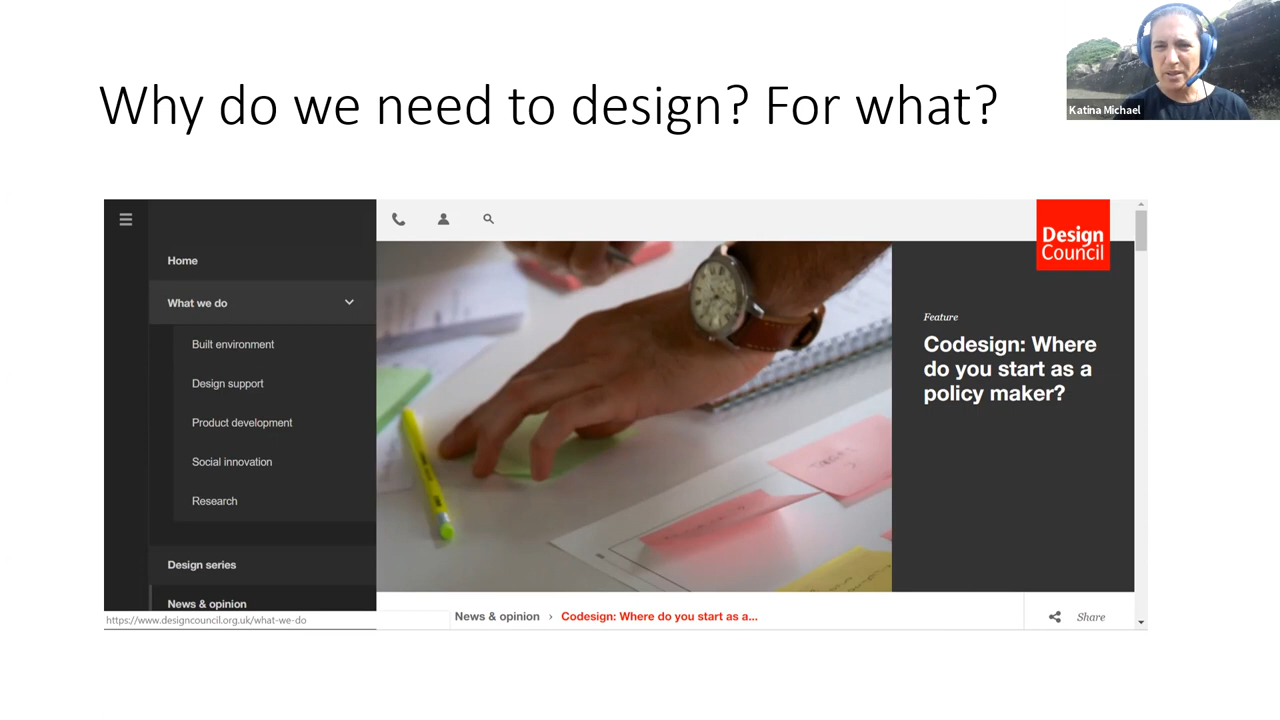 Why do we need to design? For what?
Katina Michael
Home
What we do
Built environment
Design support
Product development
Social innovation
Research
Design series
News & opinion
https://www.designcouncil.org.uk/what-we-do
Design
Council
Feature
Codesign: Where
do you start as a
policy maker?
News & opinion › Codesign: Where do you start as a...
Share